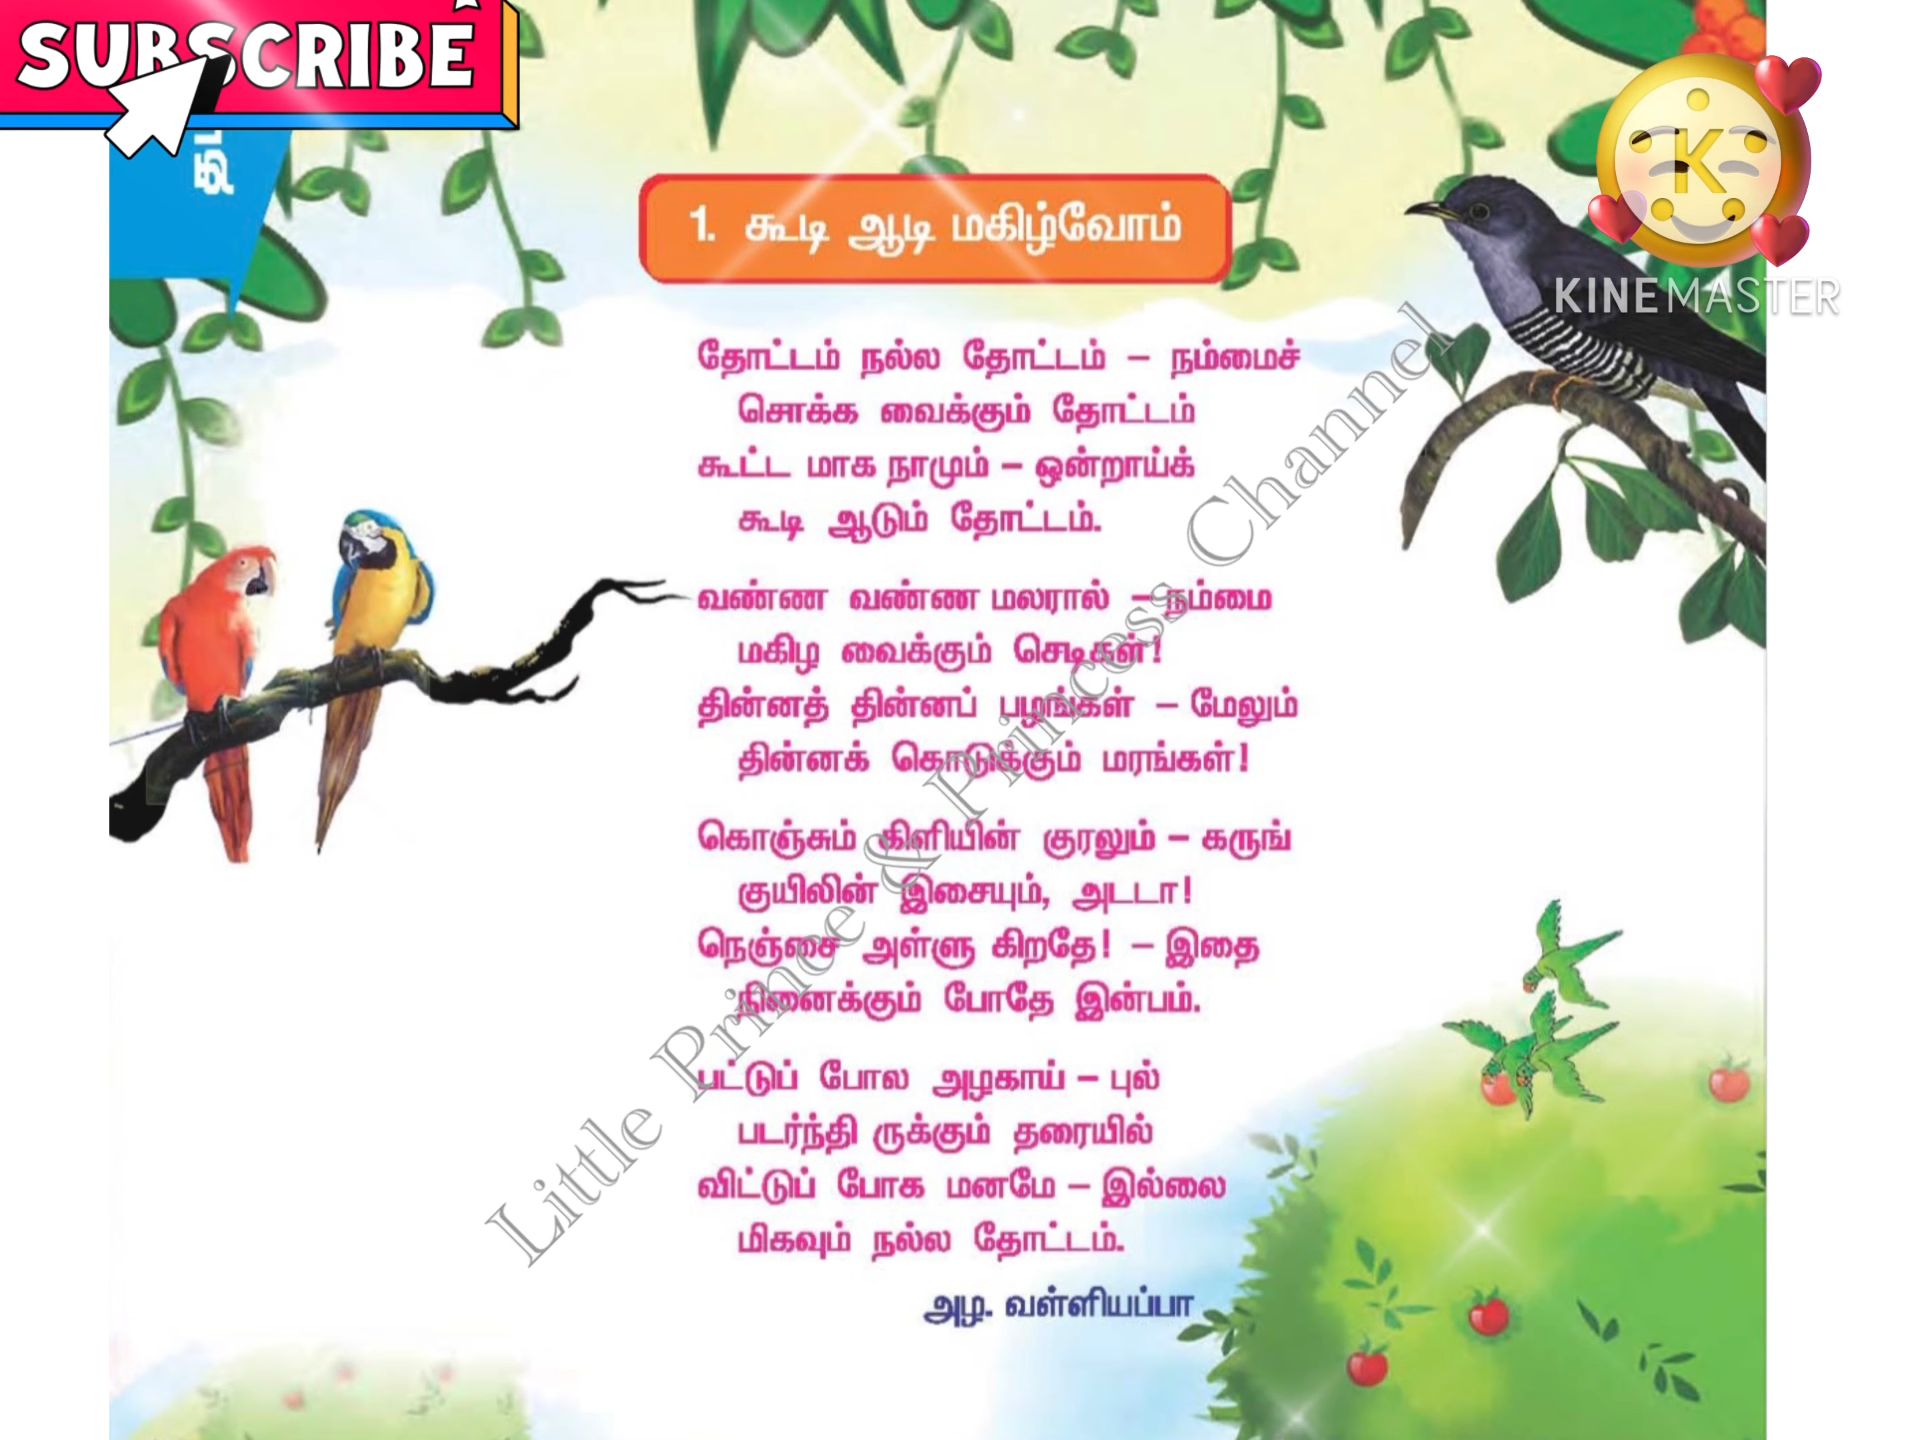 SUBSCRIBE
K
KINEMASTER
1. கூடி ஆடி மகிழ்வோம்
தோட்டம் நல்ல தோட்டம் – நம்மைச்
சொக்க வைக்கும் தோட்டம்
கூட்ட மாக நாமும் – ஒன்றாய்க்
கூடி ஆடும் தோட்டம்.
வண்ண வண்ண மலரால் – நம்மை
மகிழ வைக்கும் செடிகள்!
தின்னத் தின்னப் பழங்கள் – மேலும்
தின்னக் கொடுக்கும் மரங்கள்!
கொஞ்சும் கிளியின் குரலும் – கருங்
குயிலின் இசையும், அடடா!
நெஞ்சை அள்ளு கிறதே! – இதை
நினைக்கும் போதே இன்பம்.
பட்டுப் போல அழகாய் – புல்
படர்ந்தி ருக்கும் தரையில்
விட்டுப் போக மனமே – இல்லை
மிகவும் நல்ல தோட்டம்.
அழ. வள்ளியப்பா
Little Prince & Princess Channel